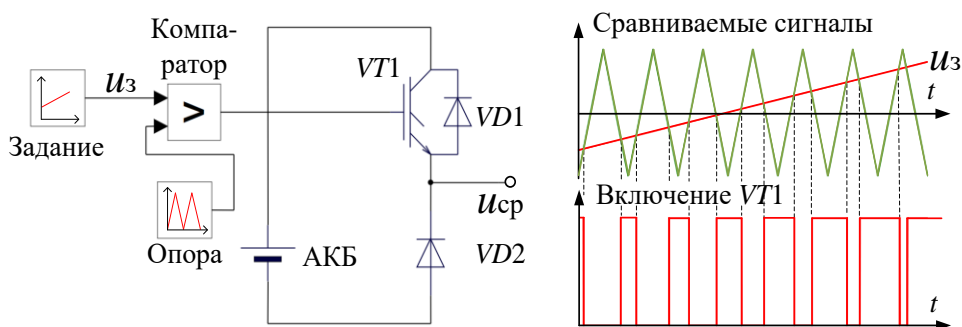 Компа-
ратор
uз
>
Задание
Опора
VT1
VD1
uср
АКБ
VD2
Сравниваемые сигналы
uз
t
Включение VT1
t